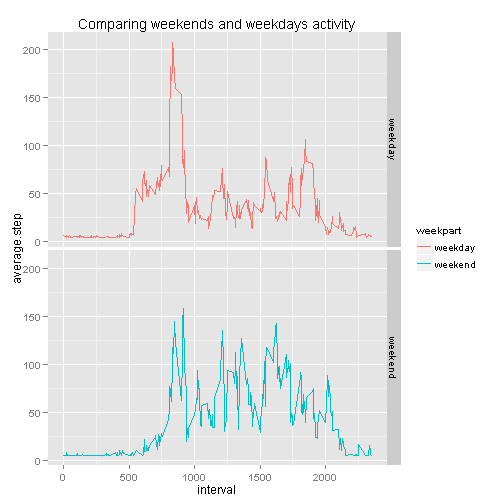 Comparing weekends and weekdays activity
200
150
100
50
0
weekday
200
150
100
50
0
weekend
average.step
0
500
1000
1500
2000
interval
weekpart
weekday
weekend